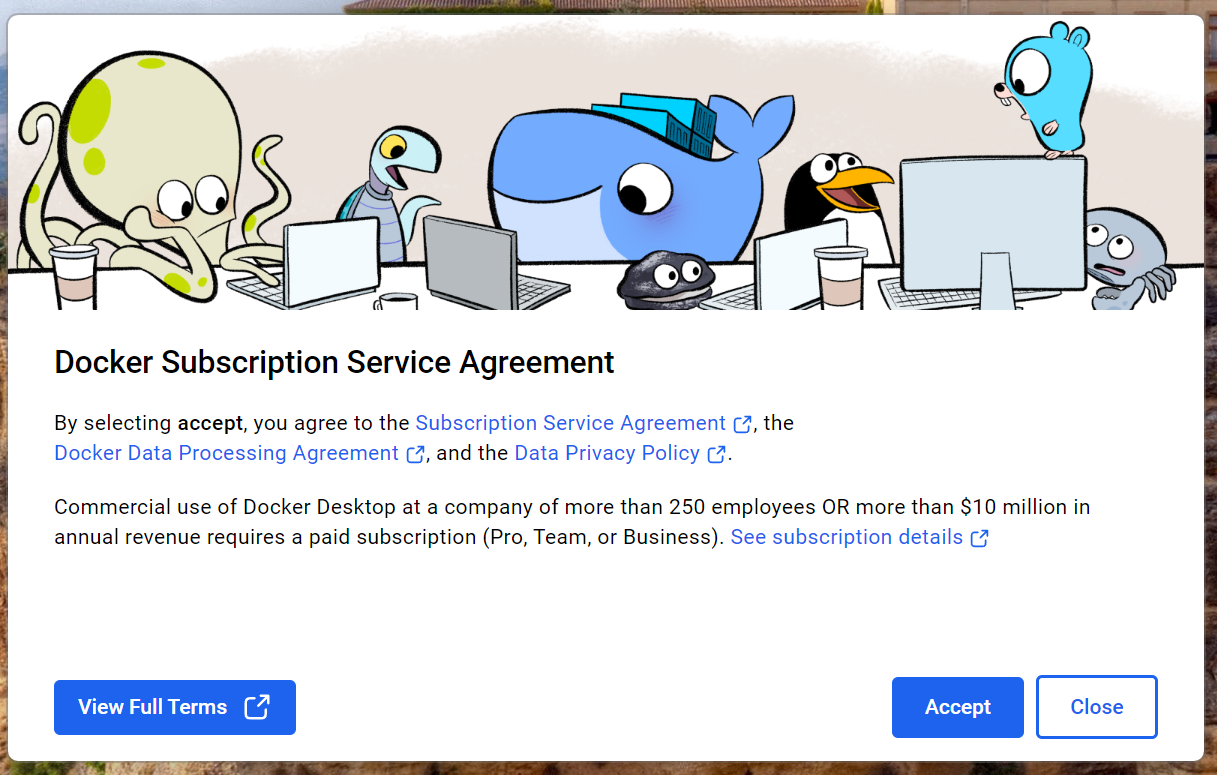 Docker Subscription Service Agreement
By selecting accept, you agree to the Subscription Service Agreement, the
Docker Data Processing Agreement, and the Data Privacy Policy.
Commercial use of Docker Desktop at a company of more than 250 employees OR more than $10 million in
annual revenue requires a paid subscription (Pro, Team, or Business). See subscription details
View Full Terms
Accept
Close